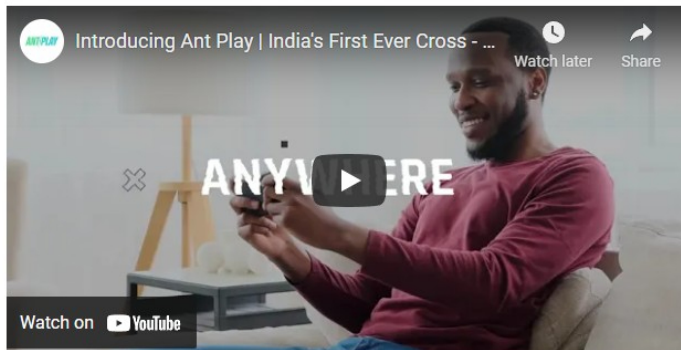 ANT PLAY
Introducing Ant Play | India's First Ever Cross - ...
Watch later
Share
ANYWHERE
Watch on YouTube